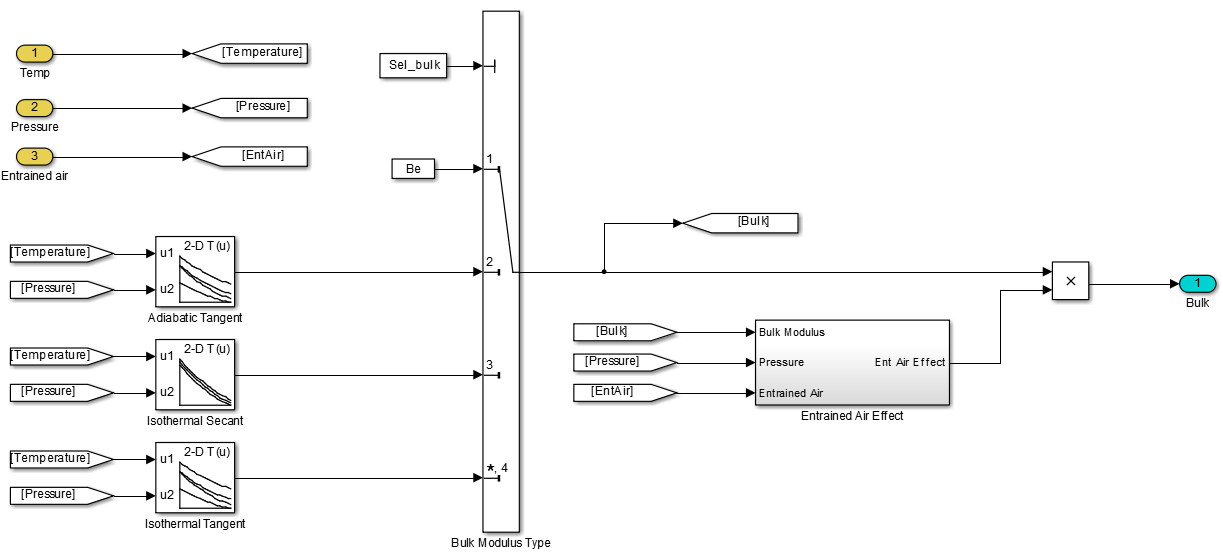 1
[Temperature]
Temp
2
[Pressure]
Pressure
3
[EntAir]
Entrained air
Sel_bulk
Be
1
[Temperature]
[Pressure]
u1
u2
2-D T(u)
Adiabatic Tangent
2
[Temperature]
[Pressure]
u1
u2
2-D T(u)
Isothermal Secant
3
[Temperature]
[Pressure]
u1
u2
2-D T(u)
Isothermal Tangent
*, 4
Bulk Modulus Type
[Bulk]
[Bulk]
[Pressure]
[EntAir]
Bulk Modulus
Pressure
Entrained Air
Ent Air Effect
Entrained Air Effect
×
1
Bulk